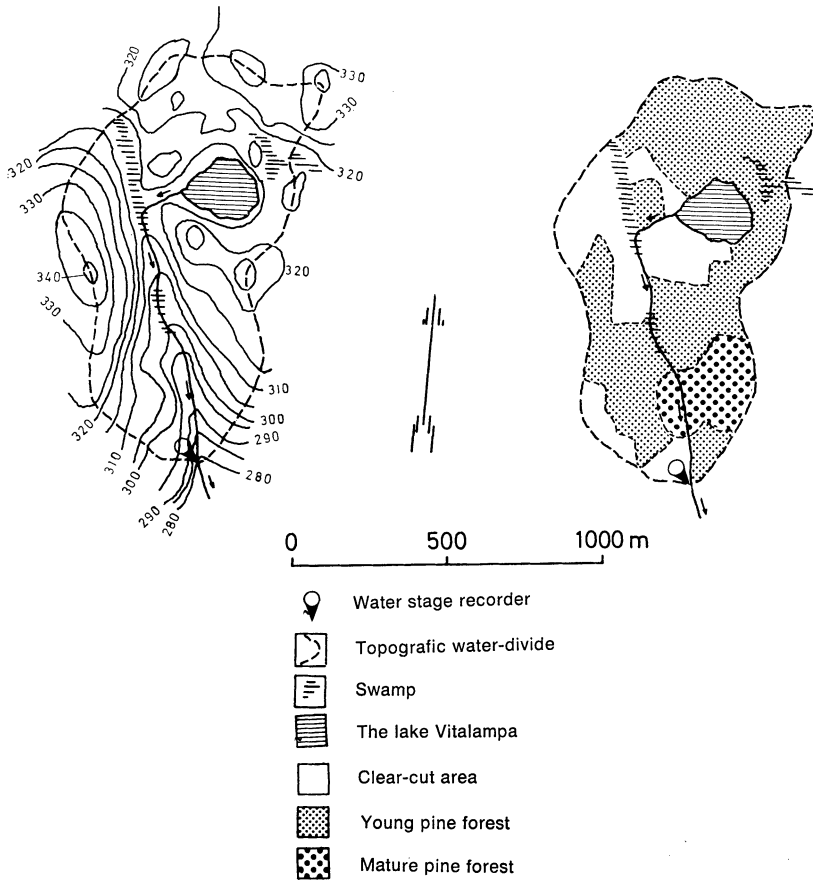 320
330
330
320
320
330
340
330
320
310
300
290
280
320
310
300
290
280
0 500 1000 m
Water stage recorder
Topografic water-divide
Swamp
The lake Vitalampa
Clear-cut area
Young pine forest
Mature pine forest